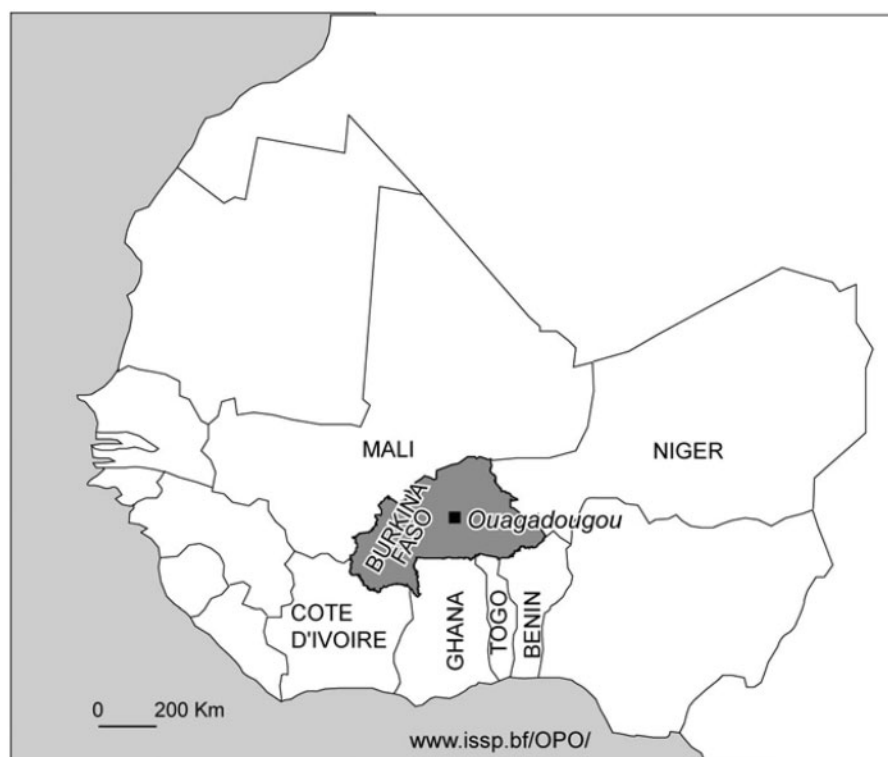 MALI
NIGER
BURKINA
FASO
Ouagadougou
COTE
D'IVOIRE
GHANA
TOGO
BENIN
0 200 Km
www.issp.bf/OPO/